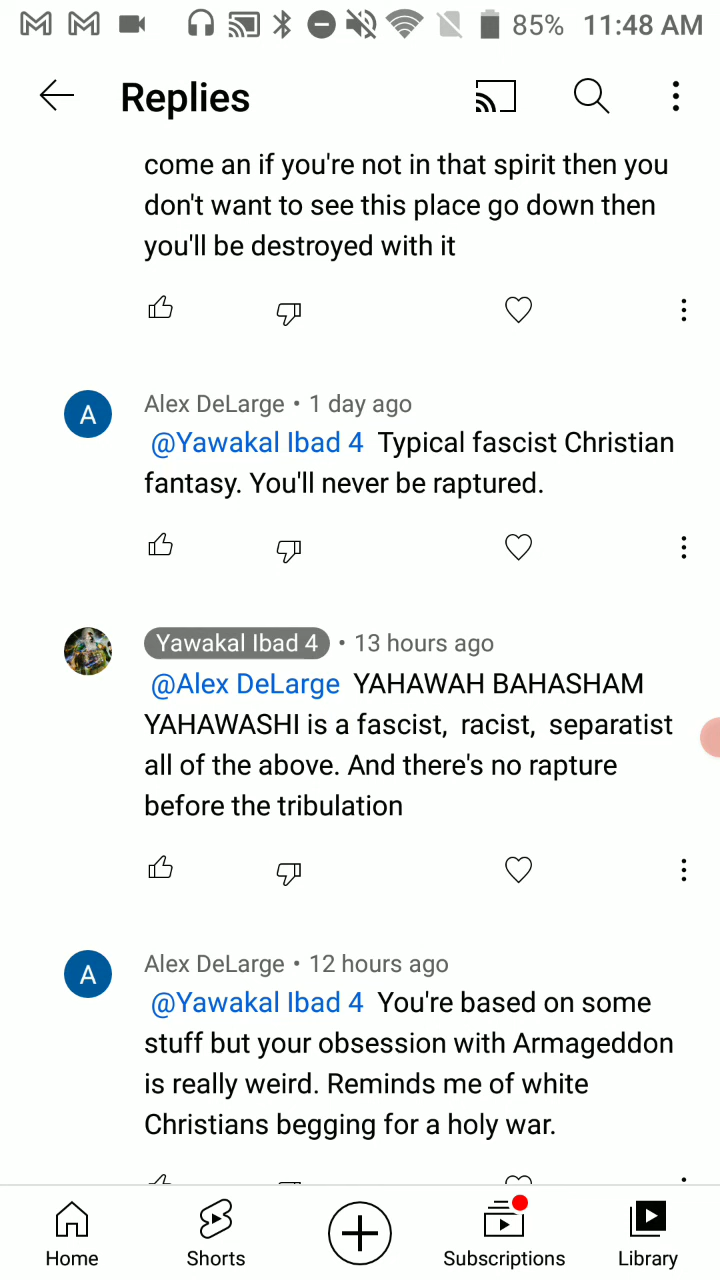 85% 11:48 AM
Replies
come an if you're not in that spirit then you
don't want to see this place go down then
you'll be destroyed with it
A
Alex DeLarge • 1 day ago
@Yawakal Ibad 4 Typical fascist Christian
fantasy. You'll never be raptured.
Yawakal Ibad 4 • 13 hours ago
@Alex DeLarge YAHAWAH BAHASHAM
YAHAWASHI is a fascist, racist, separatist
all of the above. And there's no rapture
before the tribulation
A
Alex DeLarge • 12 hours ago
@Yawakal Ibad 4 You're based on some
stuff but your obsession with Armageddon
is really weird. Reminds me of white
Christians begging for a holy war.
Home Shorts Subscriptions Library